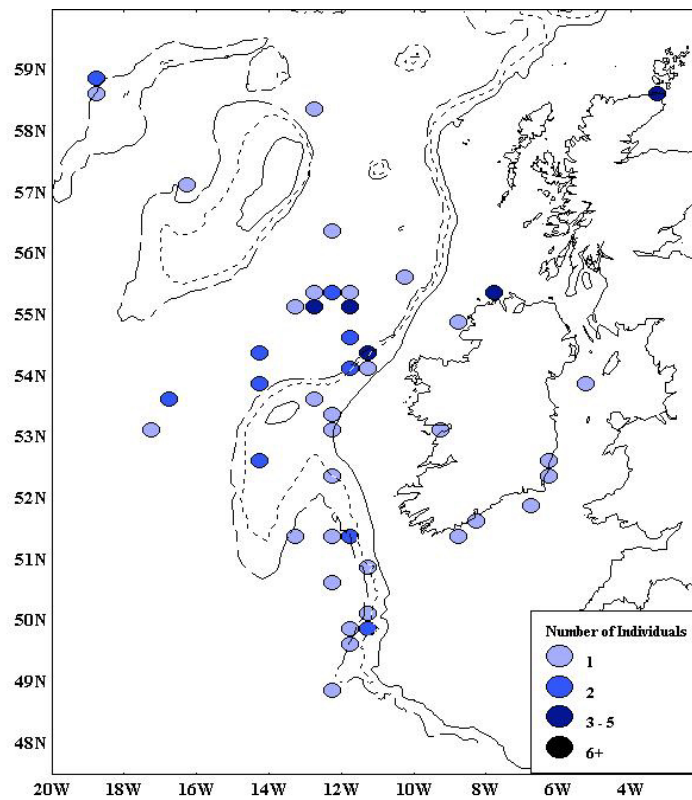 59N
58N
57N
56N
55N
54N
53N
52N
51N
50N
49N
48N
Number of Individuals
1
2
3 - 5
6+
20W 18W 16W 14W 12W 10W 8W 6W 4W